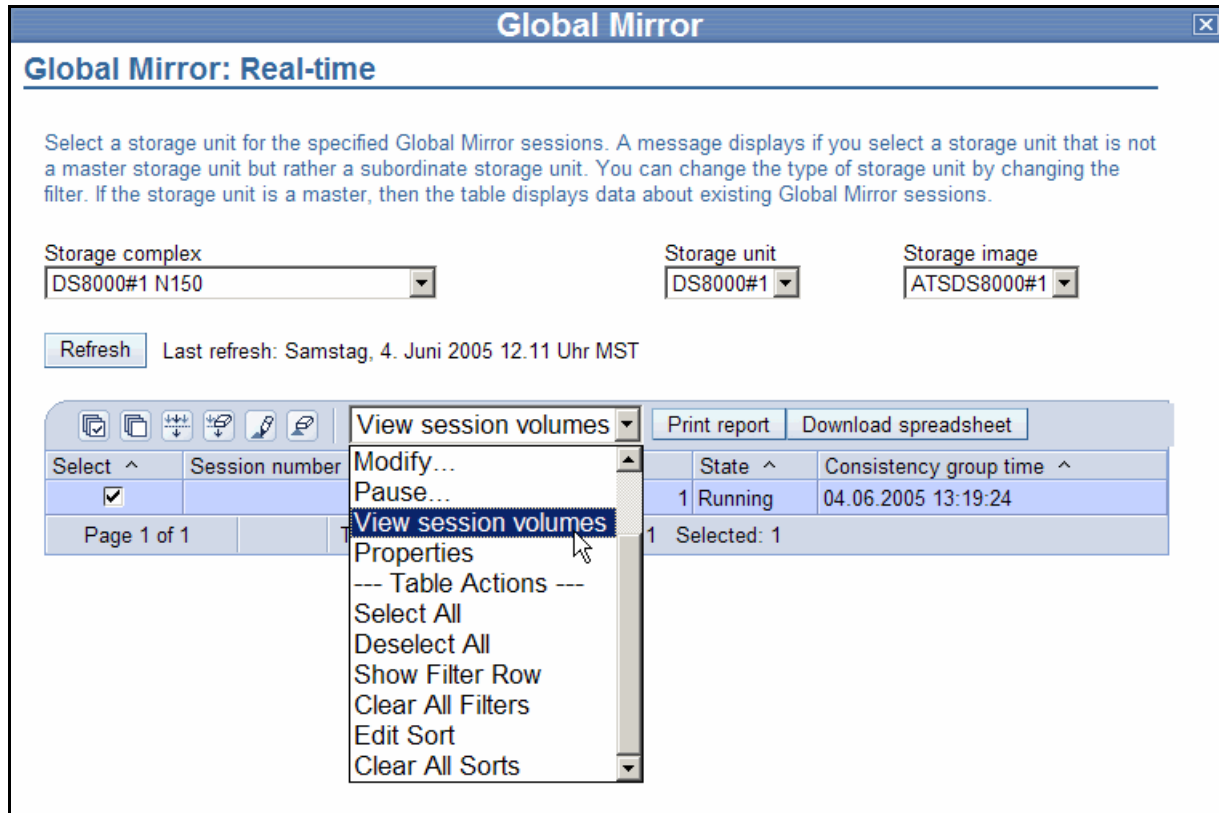 Global Mirror
Global Mirror: Real-time
Select a storage unit for the specified Global Mirror sessions. A message displays if you select a storage unit that is not
a master storage unit but rather a subordinate storage unit. You can change the type of storage unit by changing the
filter. If the storage unit is a master, then the table displays data about existing Global Mirror sessions.
Storage complex Storage unit Storage image
DS8000#1 N150 DS8000#1 ATSDS8000#1
Refresh Last refresh: Samstag, 4. Juni 2005 12.11 Uhr MST
View session volumes Print report Download spreadsheet
Select ^ Session number State ^ Consistency group time ^
1 Running 04.06.2005 13:19:24
Page 1 of 1 T 1 Selected: 1
Modify...
Pause...
View session volumes
Properties
--- Table Actions ---
Select All
Deselect All
Show Filter Row
Clear All Filters
Edit Sort
Clear All Sorts